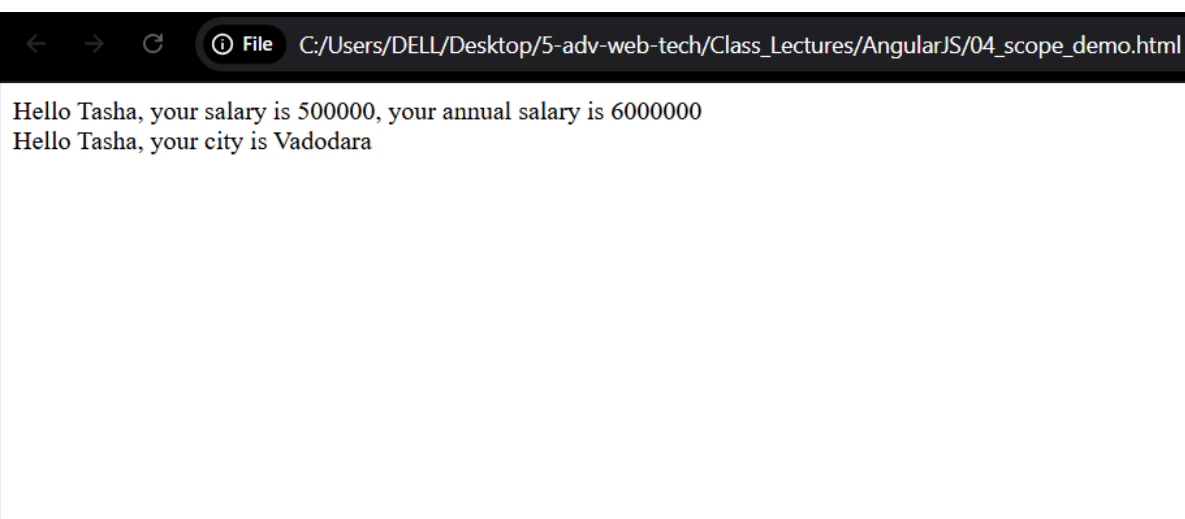 File C:/Users/DELL/Desktop/5-adv-web-tech/Class_Lectures/AngularJS/04_scope_demo.html
Hello Tasha, your salary is 500000, your annual salary is 6000000
Hello Tasha, your city is Vadodara